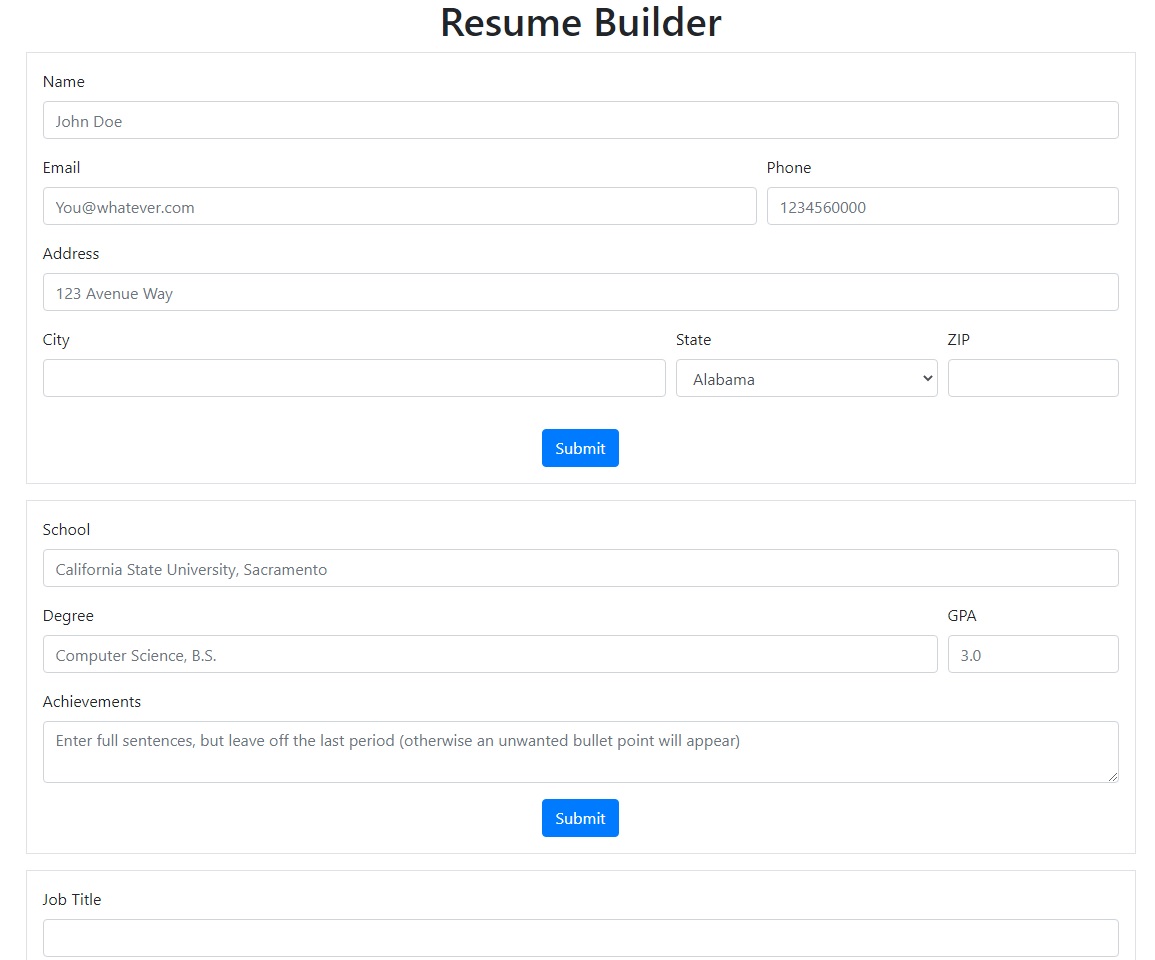 Resume Builder
Name
John Doe
Email Phone
You@whatever.com 1234560000
Address
123 Avenue Way
City State ZIP
Alabama
Submit
School
California State University, Sacramento
Degree GPA
Computer Science, B.S. 3.0
Achievements
Enter full sentences, but leave off the last period (otherwise an unwanted bullet point will appear)
Submit
Job Title